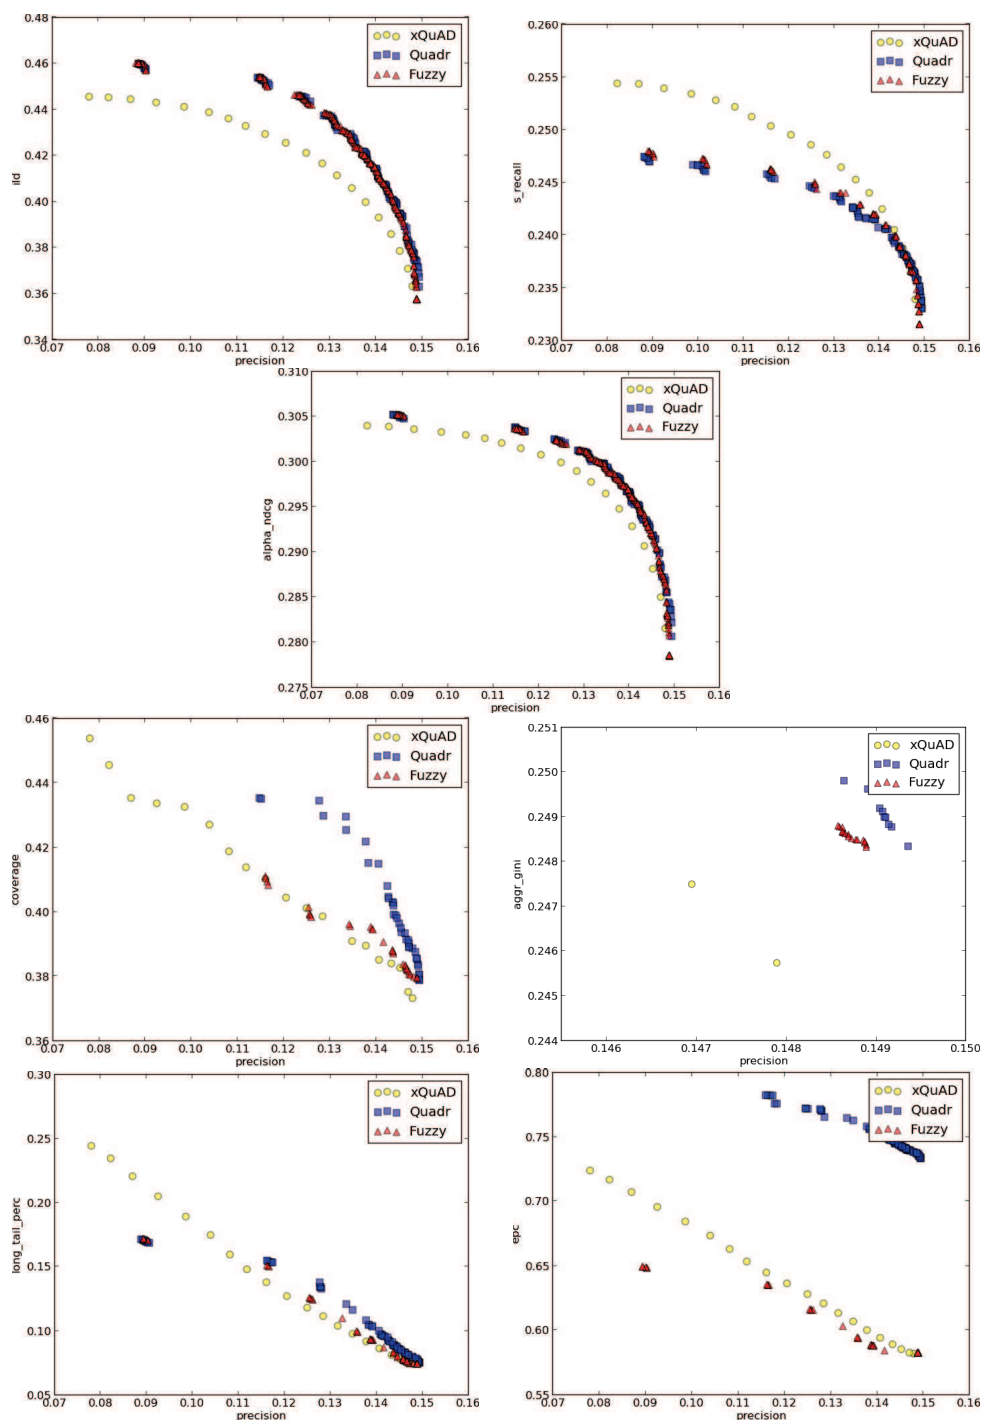 0.48
0.46
0.44
0.42
0.40
0.38
0.36
0.34
ild
0.07 0.08 0.09 0.10 0.11 0.12 0.13 0.14 0.15 0.16
precision
xQuAD
Quadr
Fuzzy
0.260
0.255
0.250
0.245
0.240
0.235
0.230
s_recall
0.07 0.08 0.09 0.10 0.11 0.12 0.13 0.14 0.15 0.16
precision
xQuAD
Quadr
Fuzzy
0.310
0.305
0.300
0.295
0.290
0.285
0.280
0.275
alpha_ndcg
0.07 0.08 0.09 0.10 0.11 0.12 0.13 0.14 0.15 0.16
precision
xQuAD
Quadr
Fuzzy
0.46
0.44
0.42
0.40
0.38
0.36
coverage
0.07 0.08 0.09 0.10 0.11 0.12 0.13 0.14 0.15 0.16
precision
xQuAD
Quadr
Fuzzy
0.251
0.250
0.249
0.248
0.247
0.246
0.245
0.244
aggr_gini
0.146 0.147 0.148 0.149 0.150
precision
xQuAD
Quadr
Fuzzy
0.30
0.25
0.20
0.15
0.10
0.05
long_tail_perc
0.07 0.08 0.09 0.10 0.11 0.12 0.13 0.14 0.15 0.16
precision
xQuAD
Quadr
Fuzzy
0.80
0.75
0.70
0.65
0.60
0.55
epc
0.07 0.08 0.09 0.10 0.11 0.12 0.13 0.14 0.15 0.16
precision
xQuAD
Quadr
Fuzzy